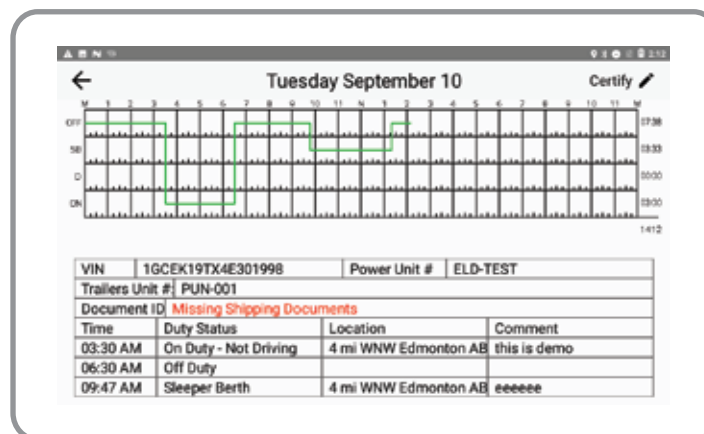 2:12
Tuesday September 10
Certify
M 1 2 3 4 5 6 7 8 9 10 11 N 1 2 3 4 5 6 7 8 9 10 11 M
OFF 07:38
SB 03:33
D 00:00
ON 03:00
14:12
VIN 1GCEK19TX4E301998 Power Unit # ELD-TEST
Trailers Unit #: PUN-001
Document ID Missing Shipping Documents
Time Duty Status Location Comment
03:30 AM On Duty - Not Driving 4 mi WNW Edmonton AB this is demo
06:30 AM Off Duty
09:47 AM Sleeper Berth 4 mi WNW Edmonton AB eeeeee